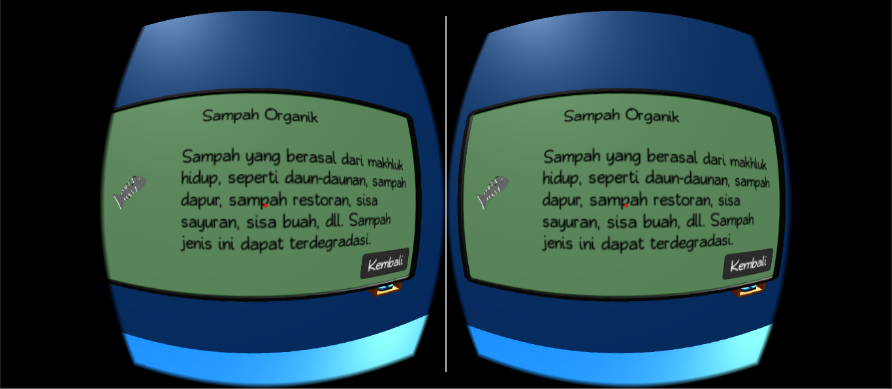 Sampah Organik
Sampah yang berasal dari makhluk
hidup, seperti daun-daunan, sampah
dapur, sampah restoran, sisa
sayuran, sisa buah, dll. Sampah
jenis ini dapat terdegradasi.
Kembali
Sampah Organik
Sampah yang berasal dari makhluk
hidup, seperti daun-daunan, sampah
dapur, sampah restoran, sisa
sayuran, sisa buah, dll. Sampah
jenis ini dapat terdegradasi.
Kembali